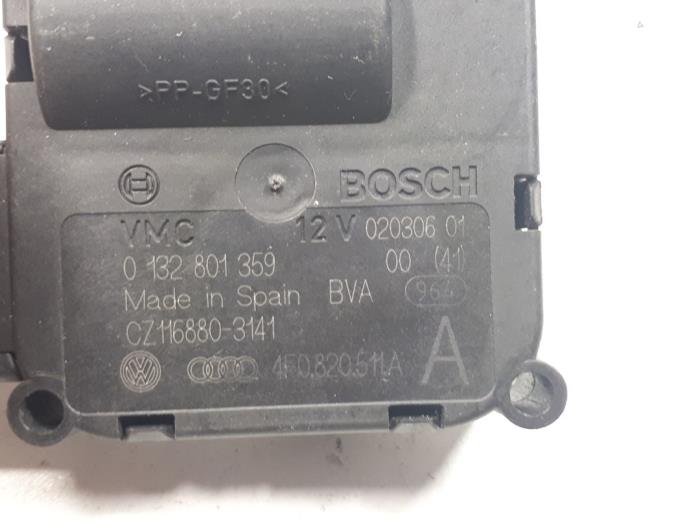 >PP-GF30<
BOSCH
VMC 12 V 020306 01
0 132 801 359 00 (41)
Made in Spain BVA 964
CZ116880-3141
4F0.820.511A A